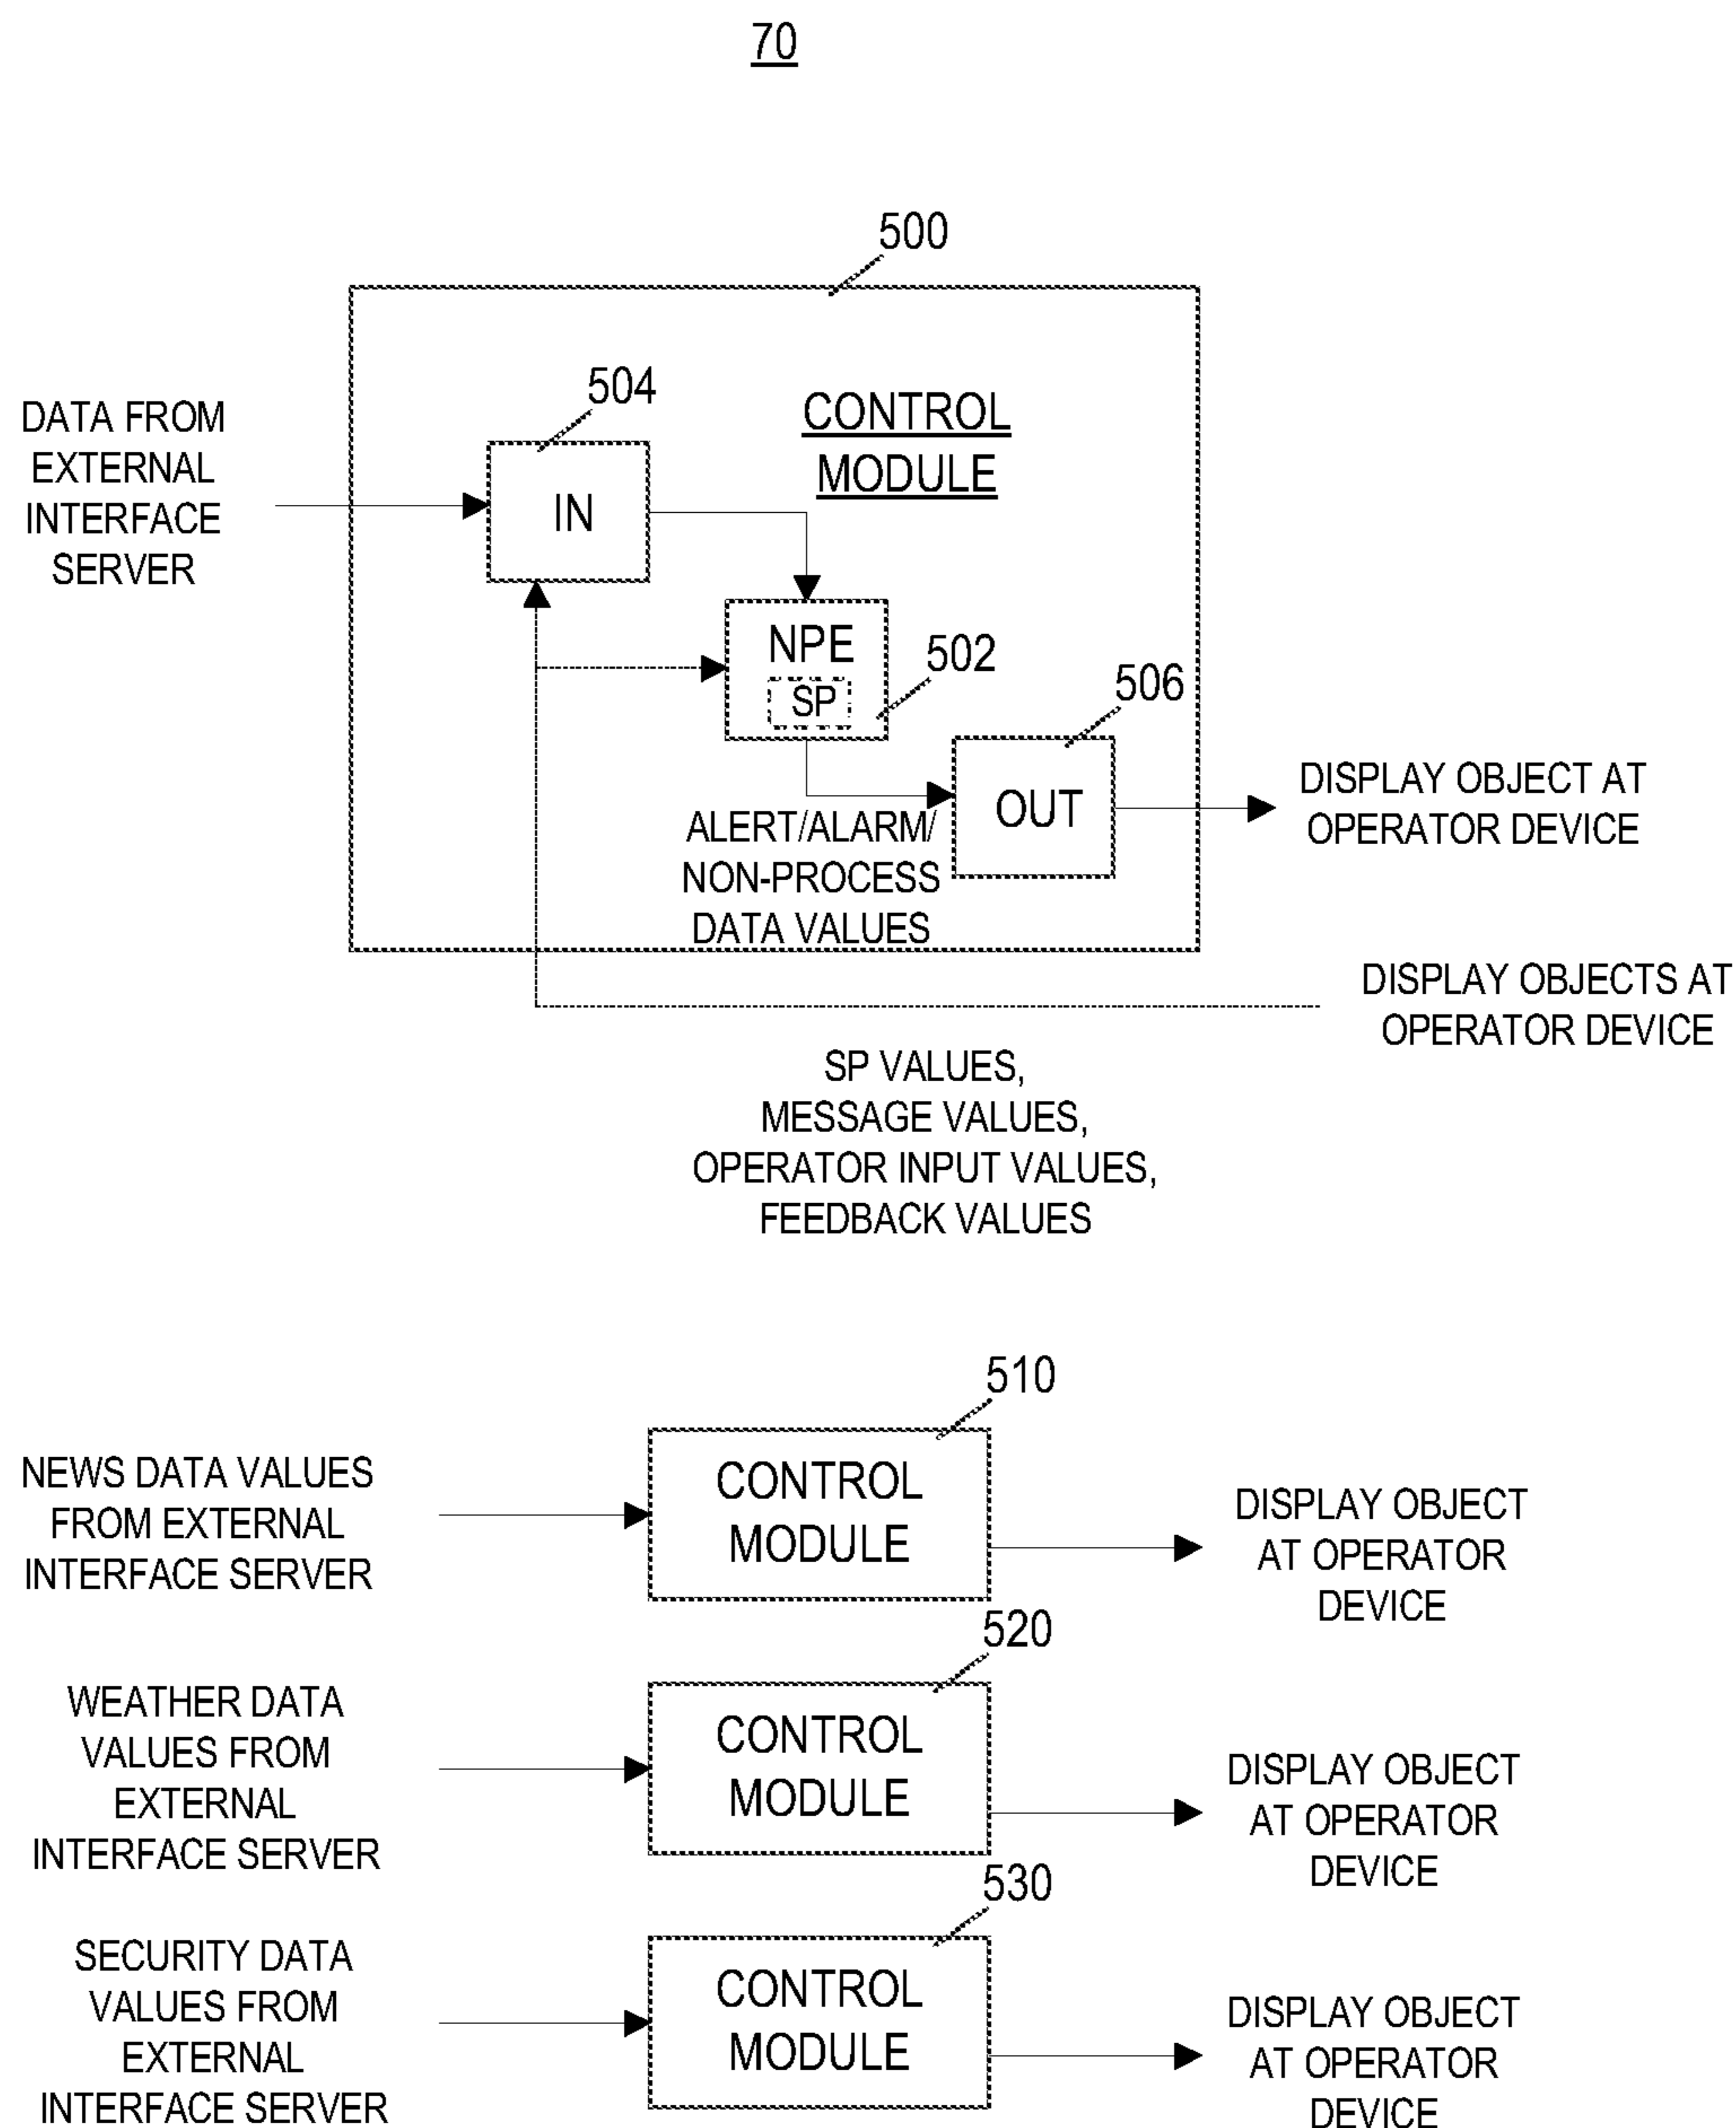 70
500
504
DATA FROM
EXTERNAL
INTERFACE
SERVER
CONTROL
MODULE
IN
NPE
SP
502
506
OUT
ALERT/ALARM/
NON-PROCESS
DATA VALUES
DISPLAY OBJECT AT
OPERATOR DEVICE
DISPLAY OBJECTS AT
OPERATOR DEVICE
SP VALUES,
MESSAGE VALUES,
OPERATOR INPUT VALUES,
FEEDBACK VALUES
510
NEWS DATA VALUES
FROM EXTERNAL
INTERFACE SERVER
CONTROL
MODULE
DISPLAY OBJECT
AT OPERATOR
DEVICE
520
WEATHER DATA
VALUES FROM
EXTERNAL
INTERFACE SERVER
CONTROL
MODULE
DISPLAY OBJECT
AT OPERATOR
DEVICE
530
SECURITY DATA
VALUES FROM
EXTERNAL
INTERFACE SERVER
CONTROL
MODULE
DISPLAY OBJECT
AT OPERATOR
DEVICE